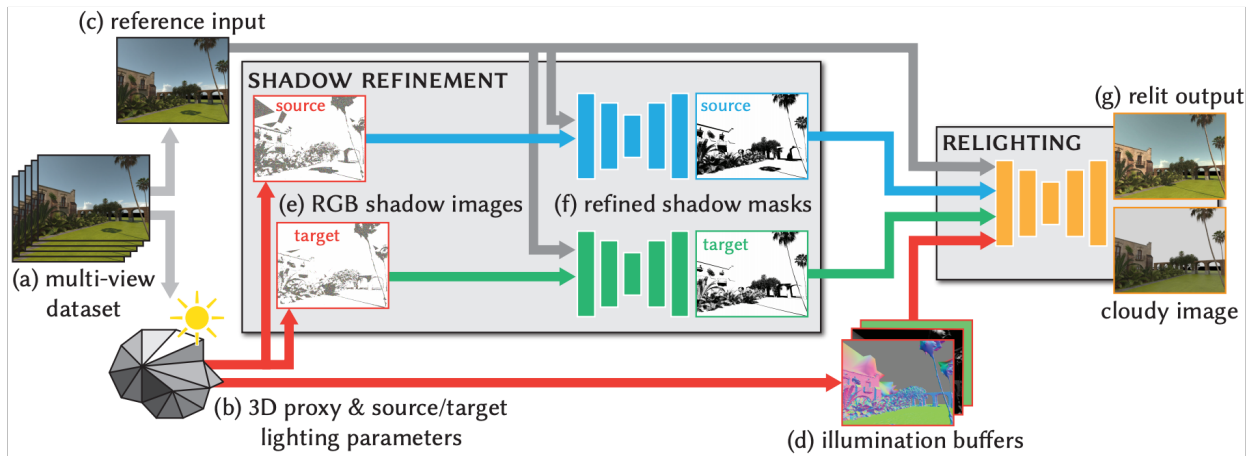 (c) reference input
SHADOW REFINEMENT
source
source
(g) relit output
RELIGHTING
(e) RGB shadow images
(f) refined shadow masks
target
target
(a) multi-view
dataset
cloudy image
(b) 3D proxy & source/target
lighting parameters
(d) illumination buffers